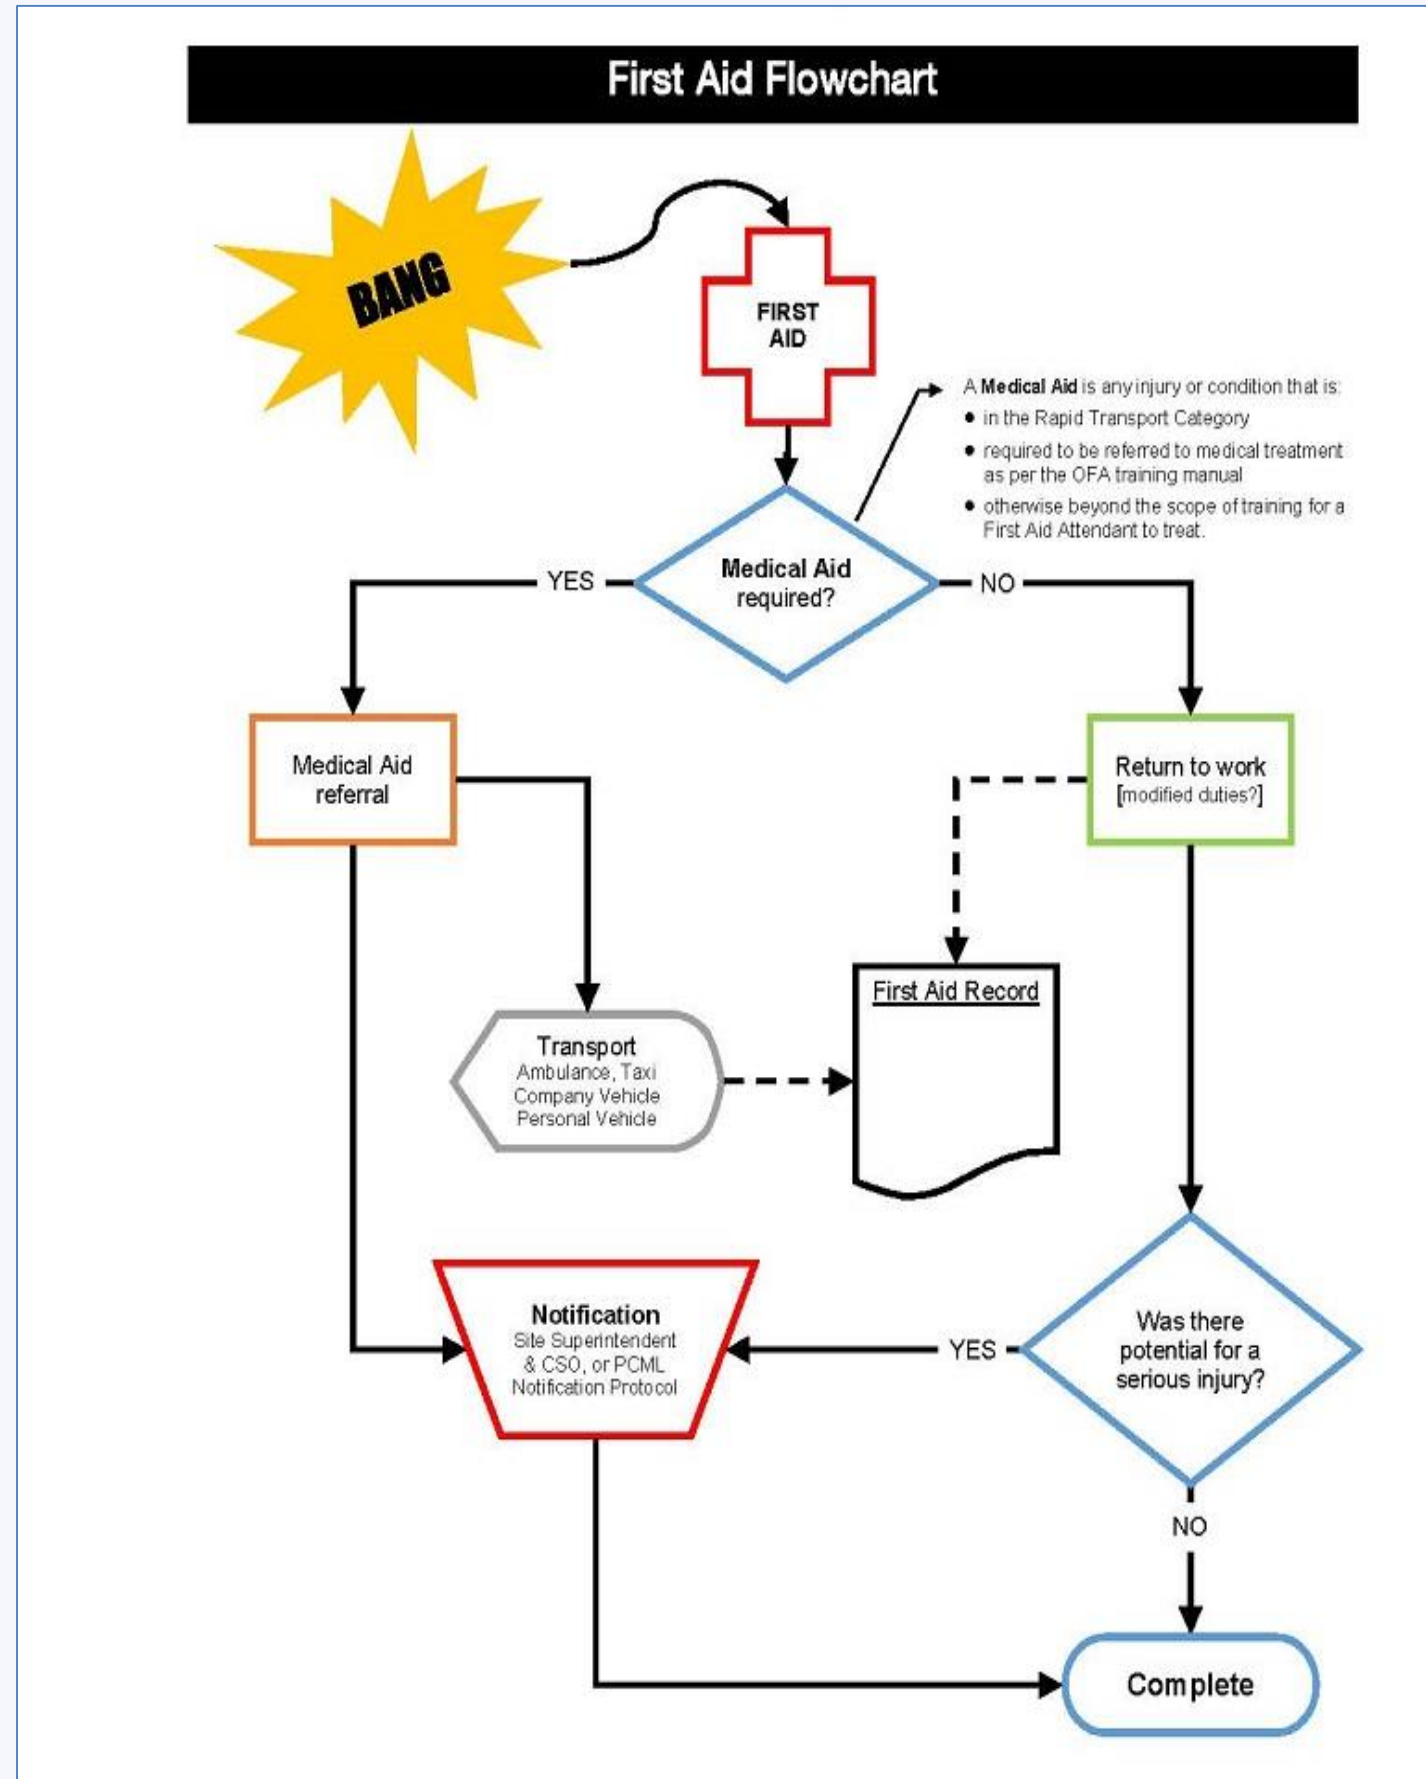 First Aid Flowchart
BANG
FIRST
AID
A Medical Aid is any injury or condition that is:
● in the Rapid Transport Category
● required to be referred to medical treatment
as per the OFA training manual
● otherwise beyond the scope of training for a
First Aid Attendant to treat.
Medical Aid
required?
YES
NO
Medical Aid
referral
Return to work
[modified duties?]
First Aid Record
Transport
Ambulance, Taxi
Company Vehicle
Personal Vehicle
Notification
Site Superintendent
& CSO, or PCML
Notification Protocol
YES
Was there
potential for a
serious injury?
NO
Complete